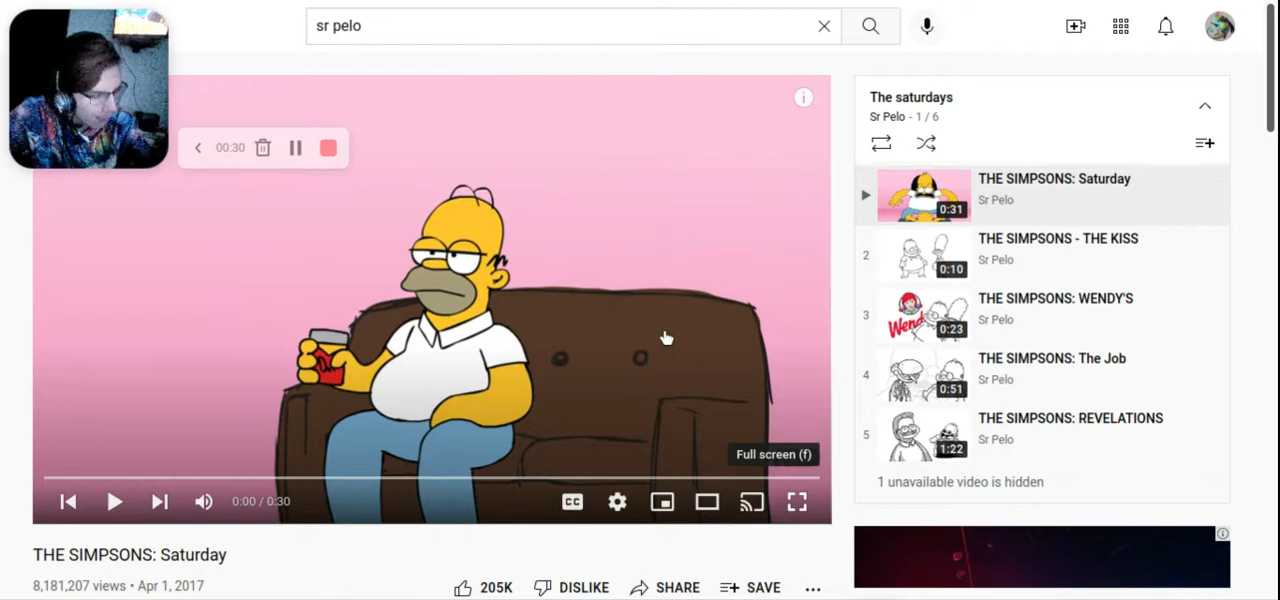 sr pelo
00:30
Full screen (f)
0:00 / 0:30
CC
THE SIMPSONS: Saturday
8,181,207 views • Apr 1, 2017
205K
DISLIKE
SHARE
SAVE
The saturdays
Sr Pelo - 1 / 6
THE SIMPSONS: Saturday
Sr Pelo
0:31
2
THE SIMPSONS - THE KISS
Sr Pelo
0:10
3
THE SIMPSONS: WENDY'S
Sr Pelo
Wend
0:23
4
THE SIMPSONS: The Job
Sr Pelo
0:51
5
THE SIMPSONS: REVELATIONS
Sr Pelo
1:22
1 unavailable video is hidden